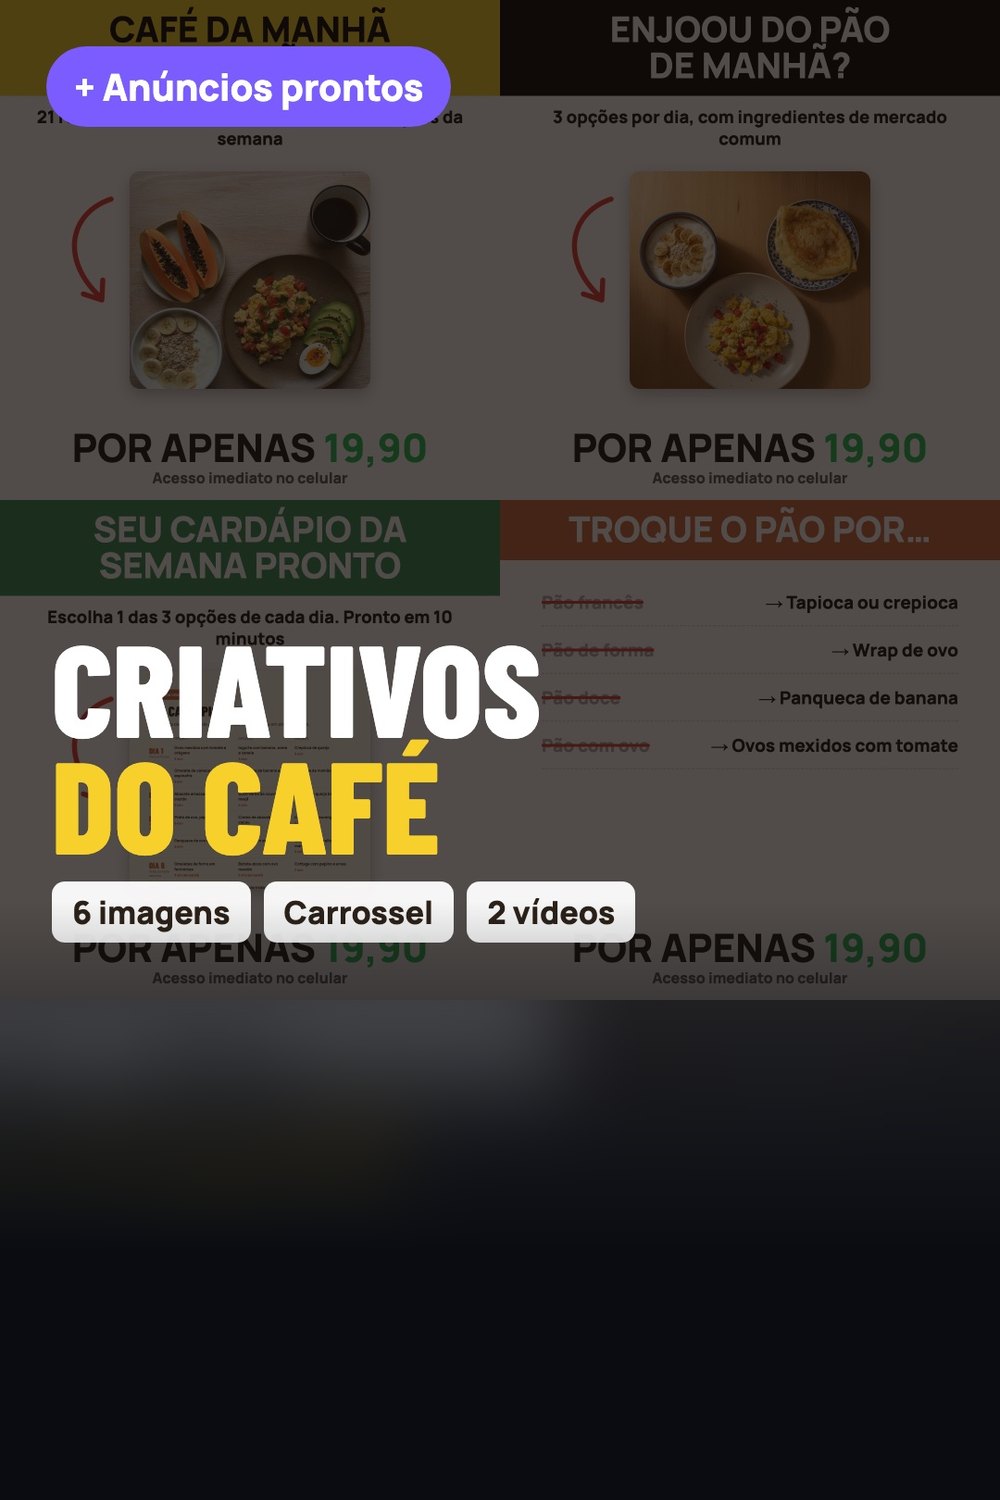 CAFÉ DA MANHÃ
+ Anúncios prontos
da
semana
ENJOOU DO PÃO
DE MANHÃ?
3 opções por dia, com ingredientes de mercado
comum
POR APENAS 19,90
Acesso imediato no celular
POR APENAS 19,90
Acesso imediato no celular
SEU CARDÁPIO DA
SEMANA PRONTO
Escolha 1 das 3 opções de cada dia. Pronto em 10
minutos
TROQUE O PÃO POR...
Pão francês → Tapioca ou crepioca
Pão de forma → Wrap de ovo
Pão doce → Panqueca de banana
Pão com ovo → Ovos mexidos com tomate
CRIATIVOS
DO CAFÉ
6 imagens Carrossel 2 vídeos
POR APENAS 19,90
Acesso imediato no celular
POR APENAS 19,90
Acesso imediato no celular